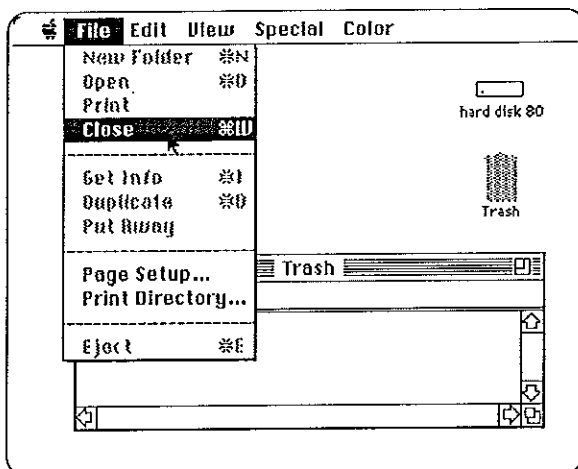 File Edit View Special Color
New Folder ⌘N
Open ⌘O
Print
Close ⌘W
Get Info ⌘I
Duplicate ⌘D
Put Away
Page Setup...
Print Directory...
Eject ⌘E
hard disk 80
Trash
Trash